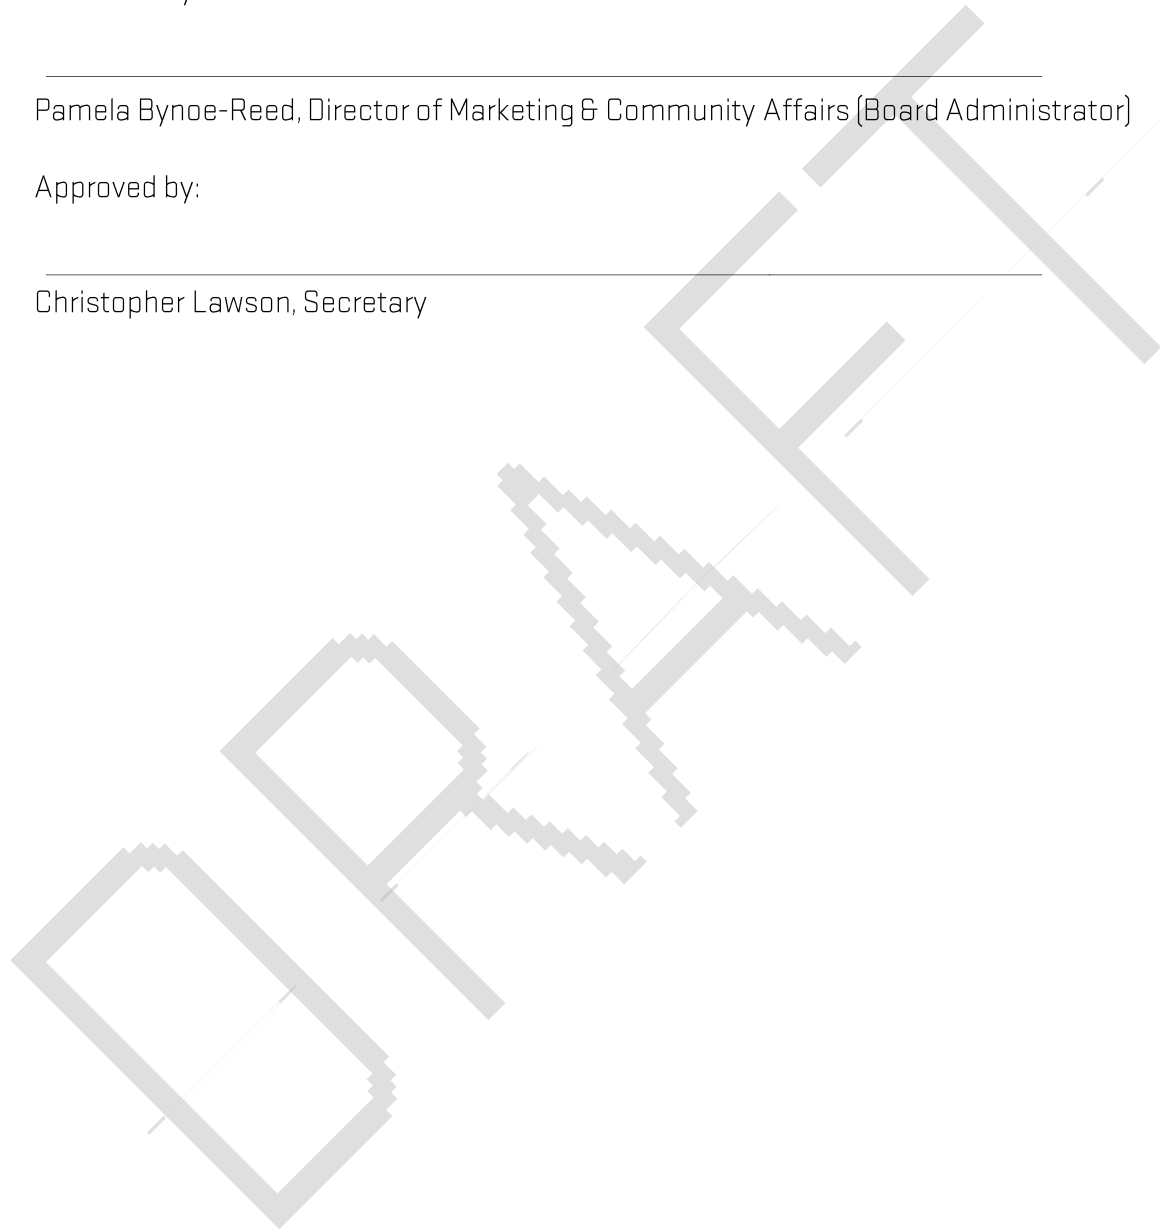 Pamela Bynoe-Reed, Director of Marketing & Community Affairs (Board Administrator)
Approved by:
Christopher Lawson, Secretary
DRAFT